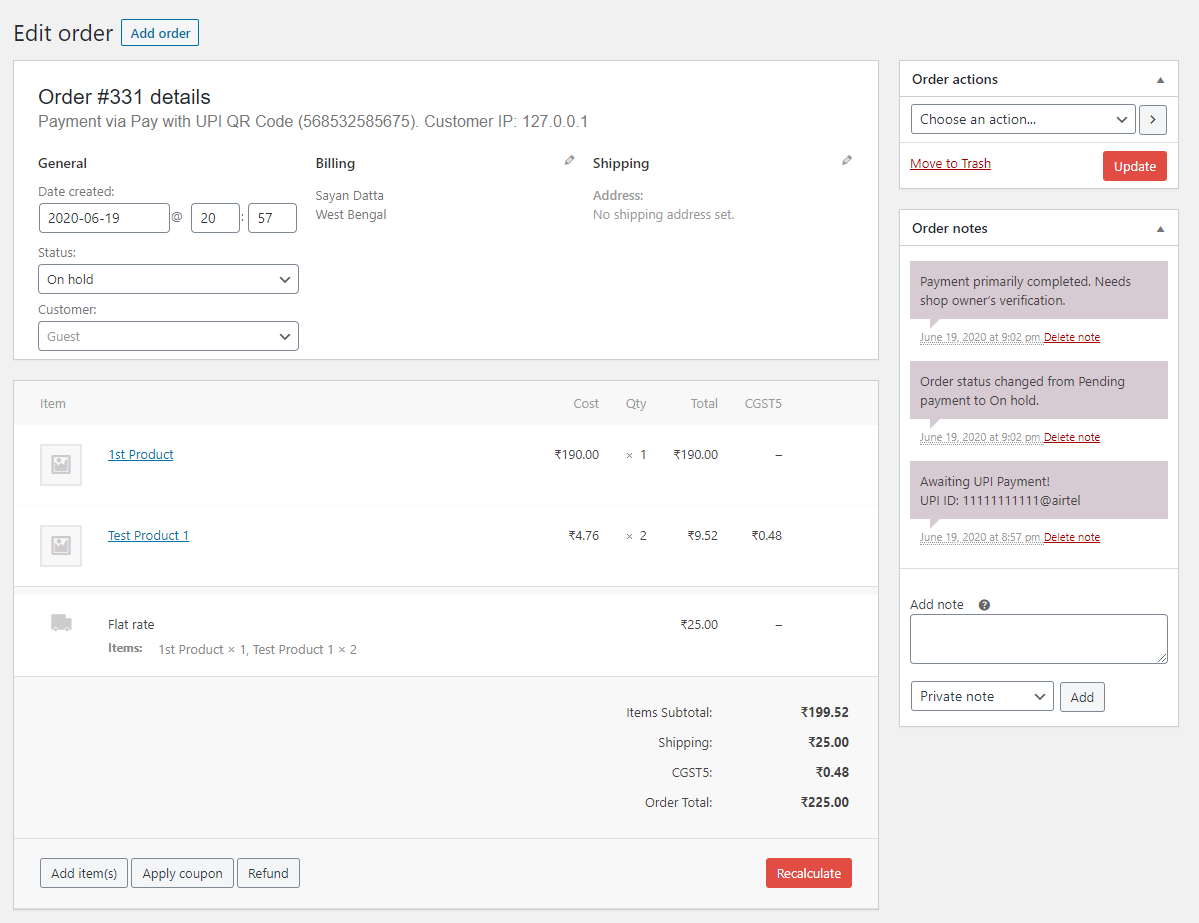 Edit order Add order
Order #331 details
Payment via Pay with UPI QR Code (568532585675). Customer IP: 127.0.0.1
General
Date created:
2020-06-19 @ 20 : 57
Status:
On hold
Customer:
Guest
Billing
Sayan Datta
West Bengal
Shipping
Address:
No shipping address set.
Item Cost Qty Total CGST5
1st Product ₹190.00 × 1 ₹190.00 –
Test Product 1 ₹4.76 × 2 ₹9.52 ₹0.48
Flat rate ₹25.00 –
Items: 1st Product × 1, Test Product 1 × 2
Items Subtotal: ₹199.52
Shipping: ₹25.00
CGST5: ₹0.48
Order Total: ₹225.00
Add item(s) Apply coupon Refund Recalculate
Order actions
Choose an action...
Move to Trash Update
Order notes
Payment primarily completed. Needs
shop owner's verification.
June 19, 2020 at 9:02 pm Delete note
Order status changed from Pending
payment to On hold.
June 19, 2020 at 9:02 pm Delete note
Awaiting UPI Payment!
UPI ID: 11111111111@airtel
June 19, 2020 at 8:57 pm Delete note
Add note ?
Private note Add